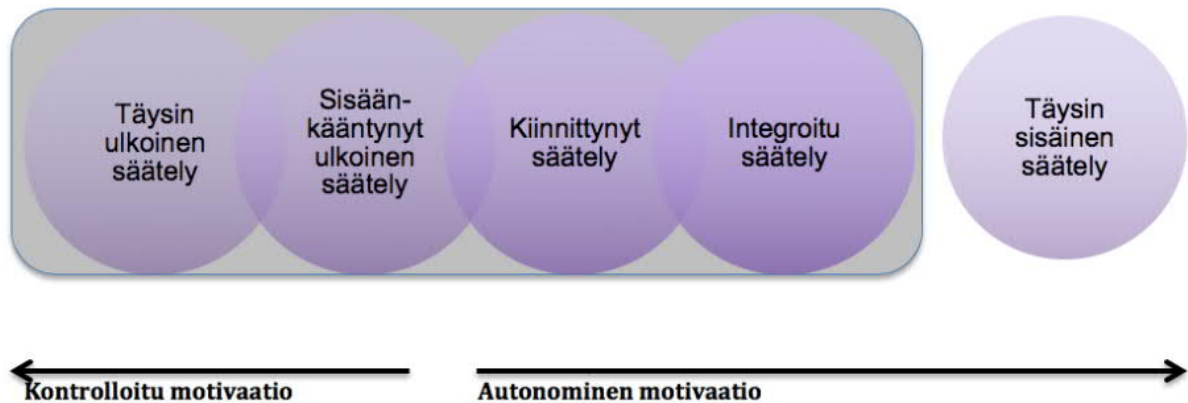 Täysin
ulkoinen
säätely
Sisään-
kääntynyt
ulkoinen
säätely
Kiinnittynyt
säätely
Integroitu
säätely
Täysin
sisäinen
säätely
Kontrolloitu motivaatio
Autonominen motivaatio